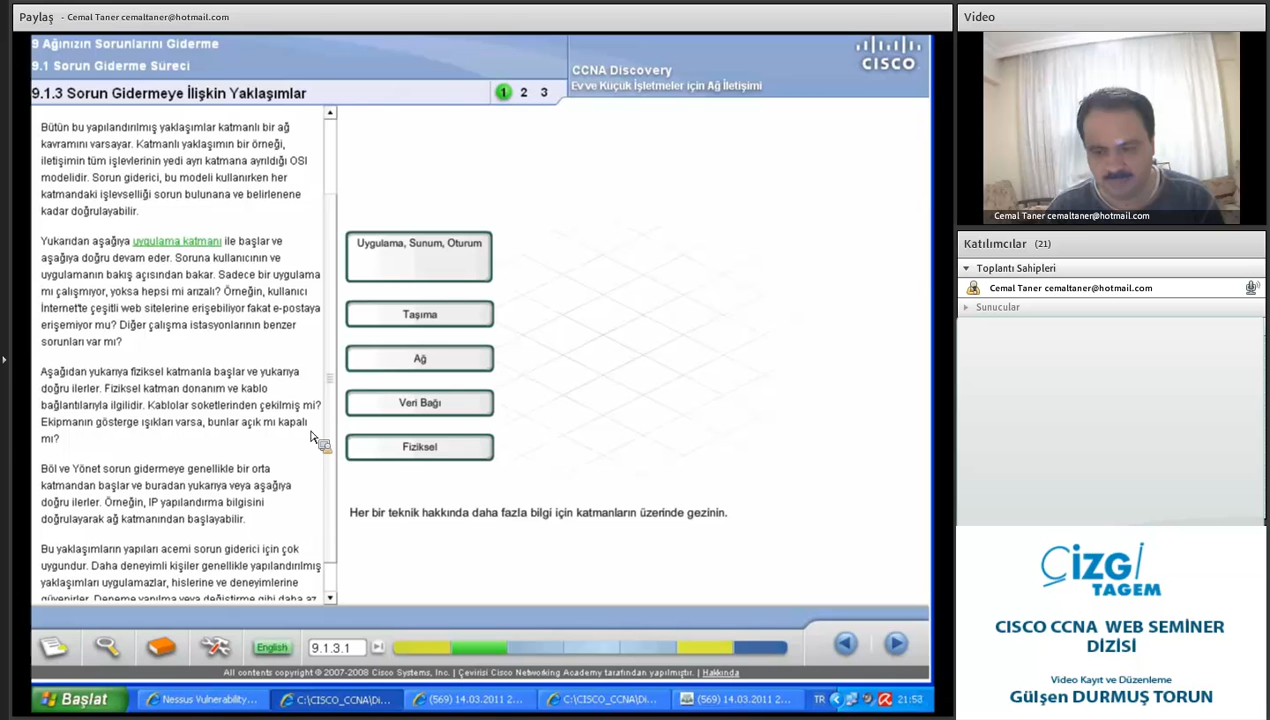 Paylaş - Cemal Taner cemaltaner@hotmail.com
9 Ağınızın Sorunlarını Giderme
9.1 Sorun Giderme Süreci
9.1.3 Sorun Gidermeye İlişkin Yaklaşımlar
1 2 3
CCNA Discovery
Ev ve Küçük İşletmeler için Ağ İletişimi
CISCO
Bütün bu yapılandırılmış yaklaşımlar katmanlı bir ağ
kavramını varsayar. Katmanlı yaklaşımın bir örneği,
iletişimin tüm işlevlerinin yedi ayrı katmana ayrıldığı OSI
modelidir. Sorun giderici, bu modeli kullanırken her
katmandaki işlevselliği sorun bulunana ve belirlenene
kadar doğrulayabilir.
Yukarıdan aşağıya uygulama katmanı ile başlar ve
aşağıya doğru devam eder. Soruna kullanıcının ve
uygulamanın bakış açısından bakar. Sadece bir uygulama
mı çalışmıyor, yoksa hepsi mi arızalı? Örneğin, kullanıcı
İnternet'te çeşitli web sitelerine erişebiliyor fakat e-postaya
erişemiyor mu? Diğer çalışma istasyonlarının benzer
sorunları var mı?
Aşağıdan yukarıya fiziksel katmanla başlar ve yukarıya
doğru ilerler. Fiziksel katman donanım ve kablo
bağlantılarıyla ilgilidir. Kablolar soketlerinden çekilmiş mi?
Ekipmanın gösterge ışıkları varsa, bunlar açık mı kapalı
mı?
Böl ve Yönet sorun gidermeye genellikle bir orta
katmandan başlar ve buradan yukarıya veya aşağıya
doğru ilerler. Örneğin, IP yapılandırma bilgisini
doğrulayarak ağ katmanından başlayabilir.
Bu yaklaşımların yapıları acemi sorun giderici için çok
uygundur. Daha deneyimli kişiler genellikle yapılandırılmış
yaklaşımları uygulamazlar, hislerine ve deneyimlerine
güvenirler. Deneme yanılma veya değiştirme gibi daha az
Uygulama, Sunum, Oturum
Taşıma
Ağ
Veri Bağı
Fiziksel
Her bir teknik hakkında daha fazla bilgi için katmanların üzerinde gezinin.
English
9.1.3.1
All contents copyright © 2007-2008 Cisco Systems, Inc. | Çevirisi Cisco Networking Academy tarafından yapılmıştır. | Hakkında
Başlat
Nessus Vulnerability...
C:\CISCO_CCNA\Di...
(569) 14.03.2011 2...
C:\CISCO_CCNA\D...
(569) 14.03.2011 2...
TR
21:53
Video
Cemal Taner cemaltaner@hotmail.com
Katılımcılar (21)
Toplantı Sahipleri
Cemal Taner cemaltaner@hotmail.com
Sunucular
ÇİZGİ
TAGEM
CISCO CCNA WEB SEMİNER
DİZİSİ
Video Kayıt ve Düzenleme
Gülşen DURMUŞ TORUN